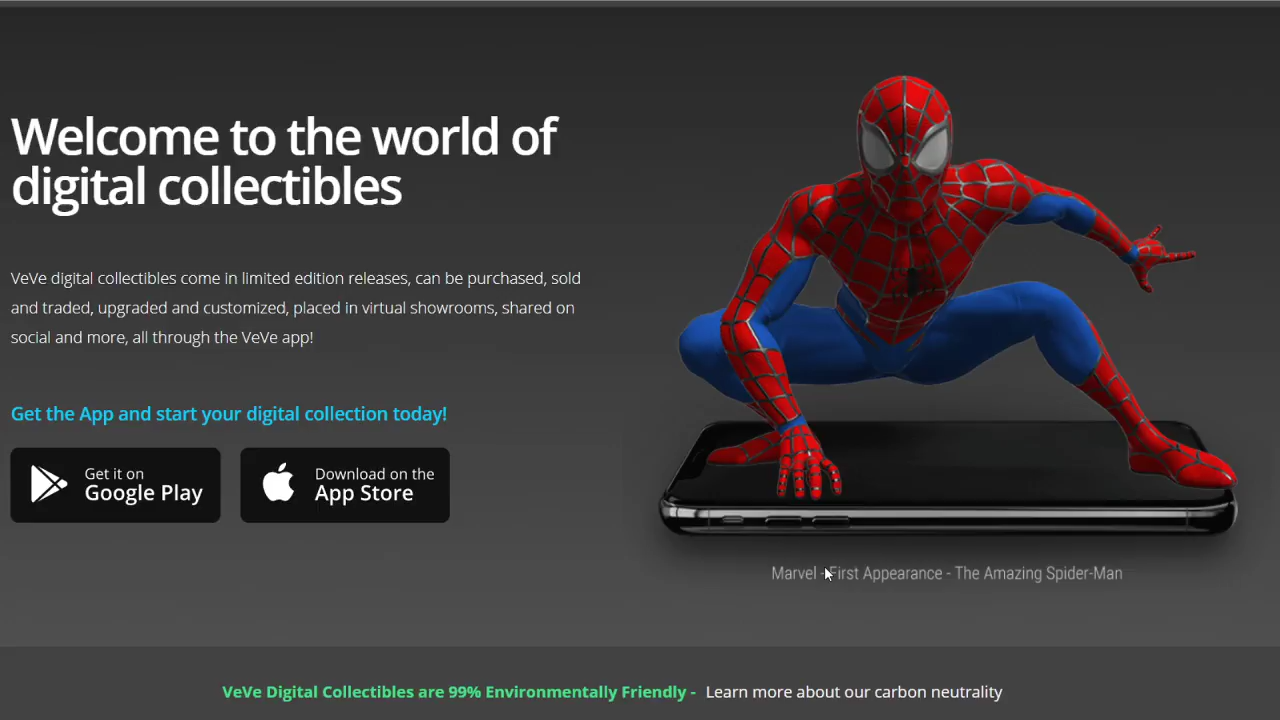 Welcome to the world of
digital collectibles
VeVe digital collectibles come in limited edition releases, can be purchased, sold
and traded, upgraded and customized, placed in virtual showrooms, shared on
social and more, all through the VeVe app!
Get the App and start your digital collection today!
Get it on
Google Play
Download on the
App Store
Marvel - First Appearance - The Amazing Spider-Man
VeVe Digital Collectibles are 99% Environmentally Friendly - Learn more about our carbon neutrality